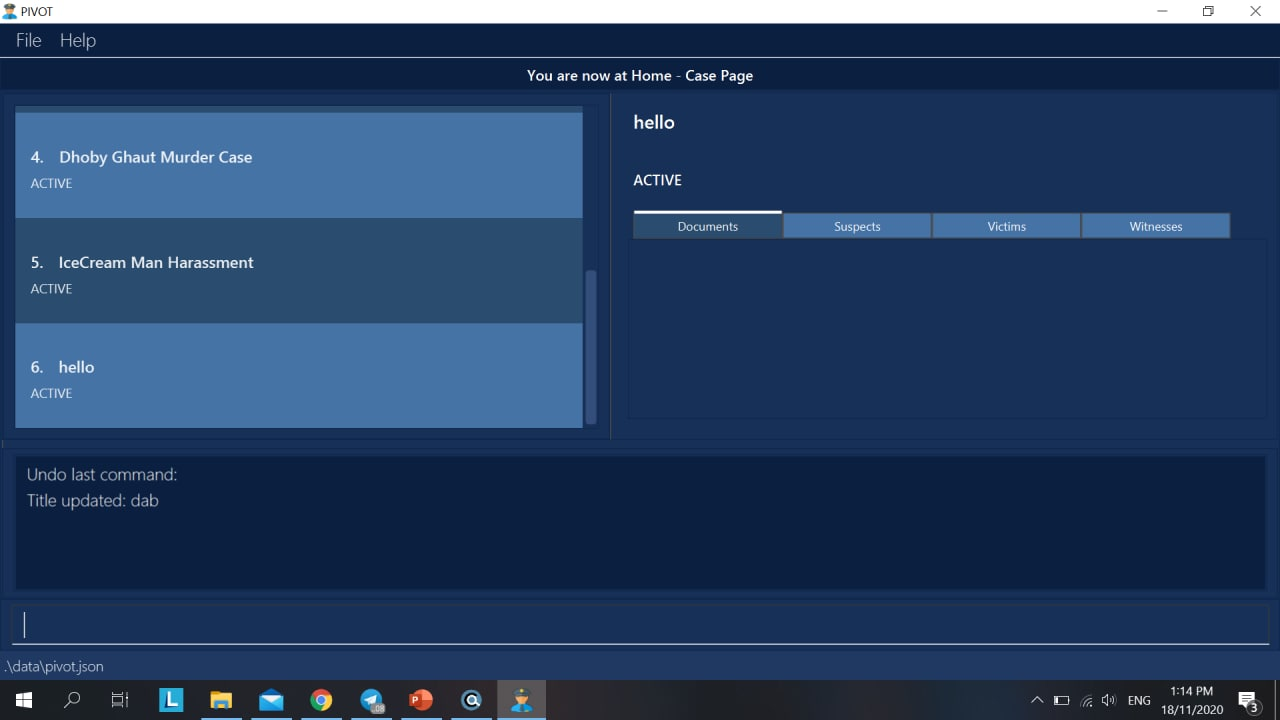 PIVOT
File Help
You are now at Home - Case Page
4. Dhoby Ghaut Murder Case
ACTIVE
5. IceCream Man Harassment
ACTIVE
6. hello
ACTIVE
hello
ACTIVE
Documents Suspects Victims Witnesses
Undo last command:
Title updated: dab
.\data\pivot.json
L
08
P
ENG
1:14 PM
18/11/2020
3